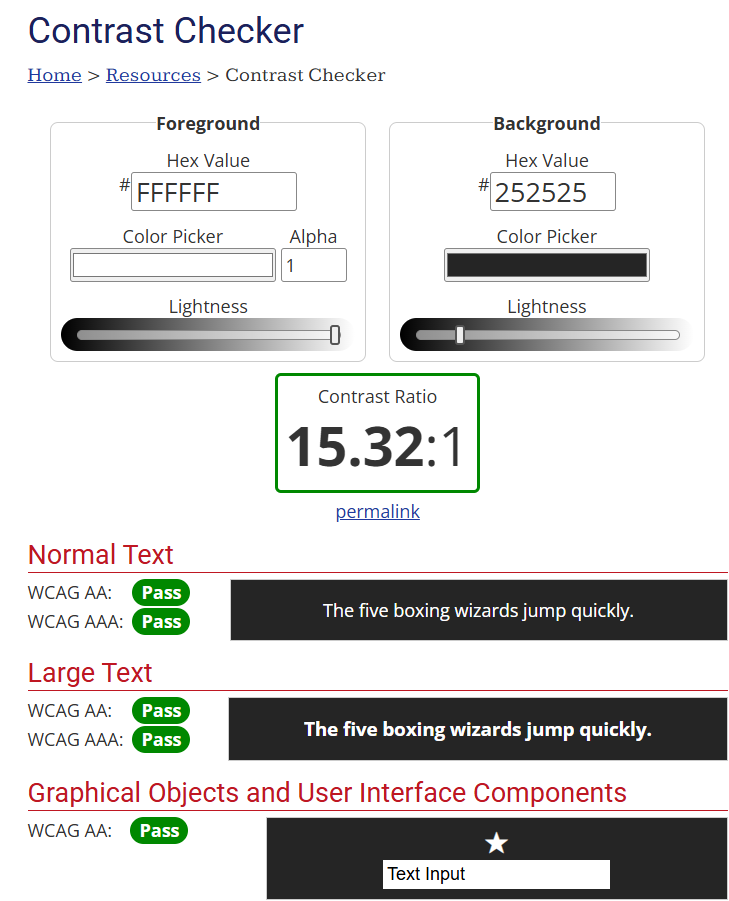 Contrast Checker
Home > Resources > Contrast Checker
Foreground
Hex Value
# FFFFFF
Color Picker Alpha
1
Lightness
Background
Hex Value
# 252525
Color Picker
Lightness
Contrast Ratio
15.32:1
permalink
Normal Text
WCAG AA: Pass
WCAG AAA: Pass
The five boxing wizards jump quickly.
Large Text
WCAG AA: Pass
WCAG AAA: Pass
The five boxing wizards jump quickly.
Graphical Objects and User Interface Components
WCAG AA: Pass
Text Input